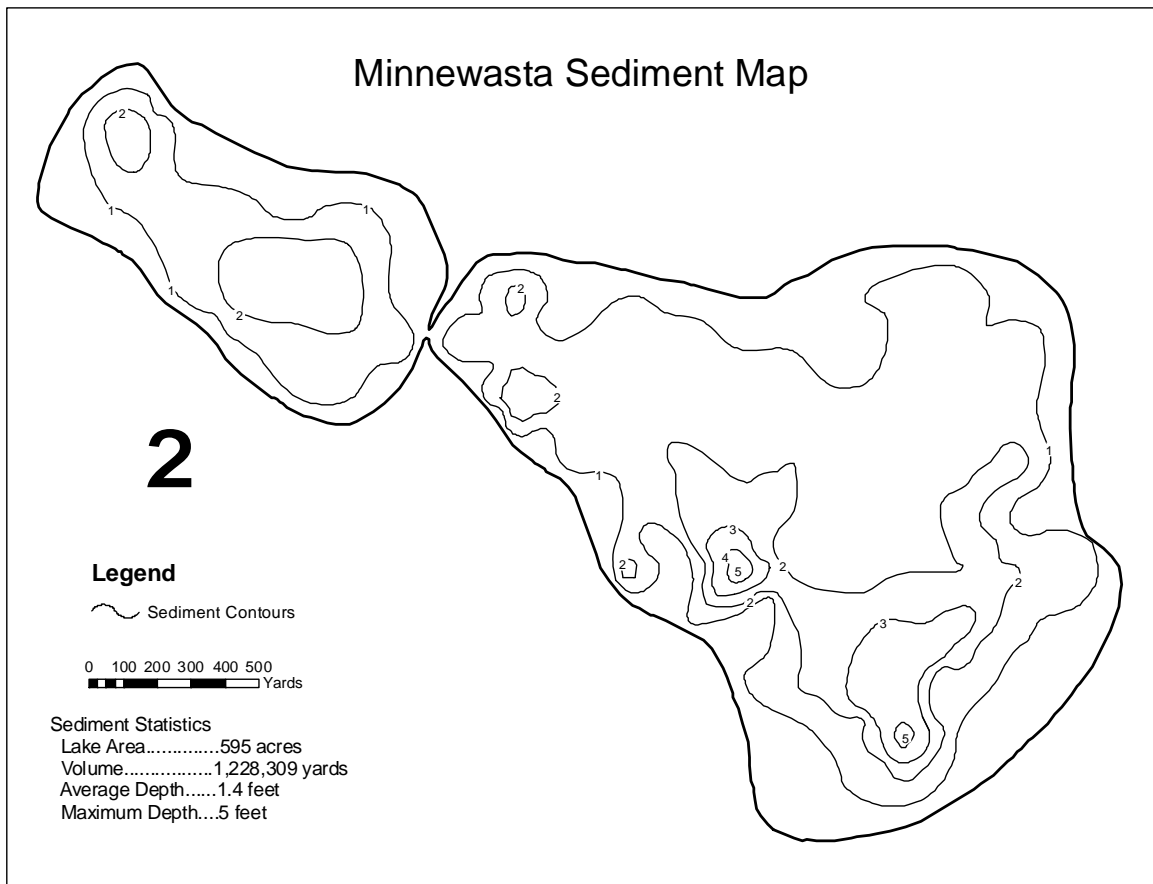 Minnewasta Sediment Map
2
1
1
1
2
2
2
2
1
1
3
4
5
2
2
2
2
3
5
2
Legend
Sediment Contours
0 100 200 300 400 500
Yards
Sediment Statistics
Lake Area.............595 acres
Volume................1,228,309 yards
Average Depth......1.4 feet
Maximum Depth....5 feet